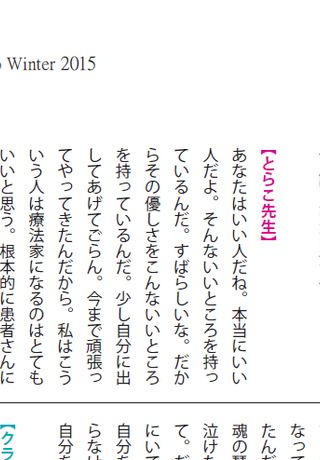 Winter 2015
【とらこ先生】
あなたはいい人だね。本当にいい
人だよ。そんないいところを持っ
ているんだ。すばらしいな。だか
らその優しさをこんないいところ
を持っているんだ。少し自分に出
してあげてごらん。今まで頑張っ
てやってきたんだから。私はこう
いう人は療法家になるのはとても
いいと思う。根本的に患者さんに
なって
たんだ
魂の
泣け
て。だ
にいて
自分を
らなけ
自分
【クラ